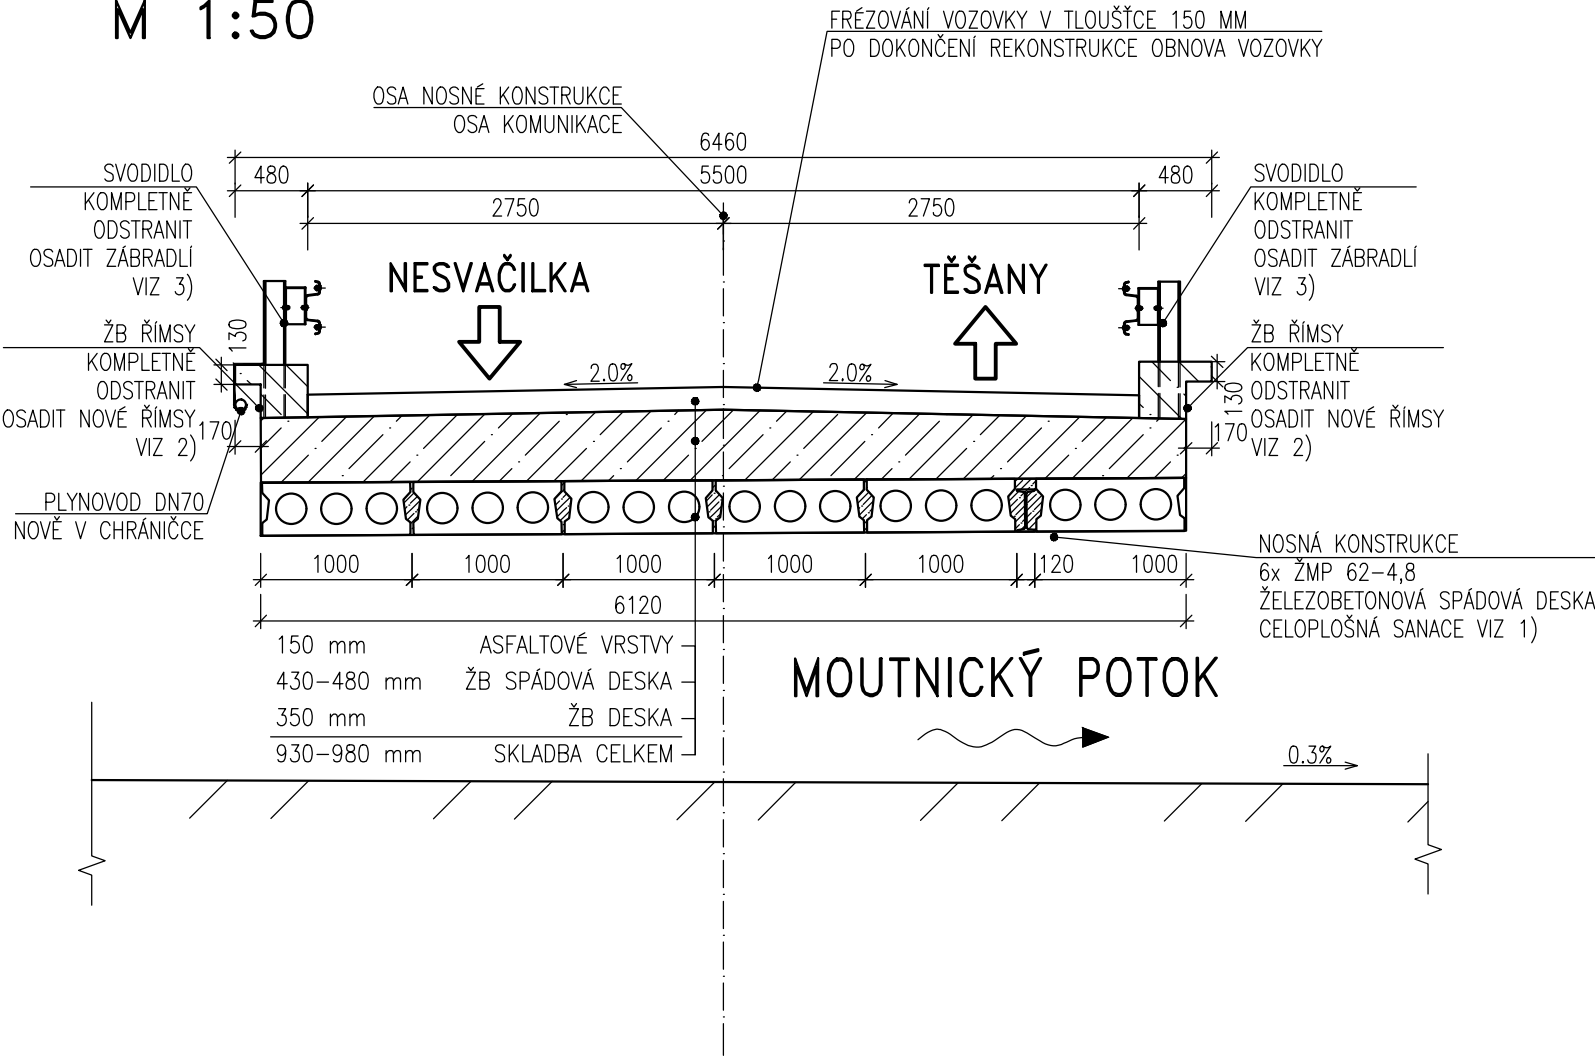 M 1:50
FRÉZOVÁNÍ VOZOVKY V TLOUŠŤCE 150 MM
PO DOKONČENÍ REKONSTRUKCE OBNOVA VOZOVKY
OSA NOSNÉ KONSTRUKCE
OSA KOMUNIKACE
6460
480
5500
480
2750
2750
SVODIDLO
KOMPLETNĚ
ODSTRANIT
OSADIT ZÁBRADLÍ
VIZ 3)
SVODIDLO
KOMPLETNĚ
ODSTRANIT
OSADIT ZÁBRADLÍ
VIZ 3)
NESVAČILKA
TĚŠANY
130
ŽB ŘÍMSY
KOMPLETNĚ
ODSTRANIT
OSADIT NOVÉ ŘÍMSY
VIZ 2)
170
2.0%
2.0%
ŽB ŘÍMSY
KOMPLETNĚ
ODSTRANIT
OSADIT NOVÉ ŘÍMSY
VIZ 2)
130
170
PLYNOVOD DN70
NOVĚ V CHRÁNIČCE
NOSNÁ KONSTRUKCE
6x ŽMP 62-4,8
ŽELEZOBETONOVÁ SPÁDOVÁ DESKA
CELOPLOŠNÁ SANACE VIZ 1)
1000
1000
1000
1000
1000
120
1000
6120
150 mm ASFALTOVÉ VRSTVY
430-480 mm ŽB SPÁDOVÁ DESKA
350 mm ŽB DESKA
930-980 mm SKLADBA CELKEM
MOUTNICKÝ POTOK
0.3%